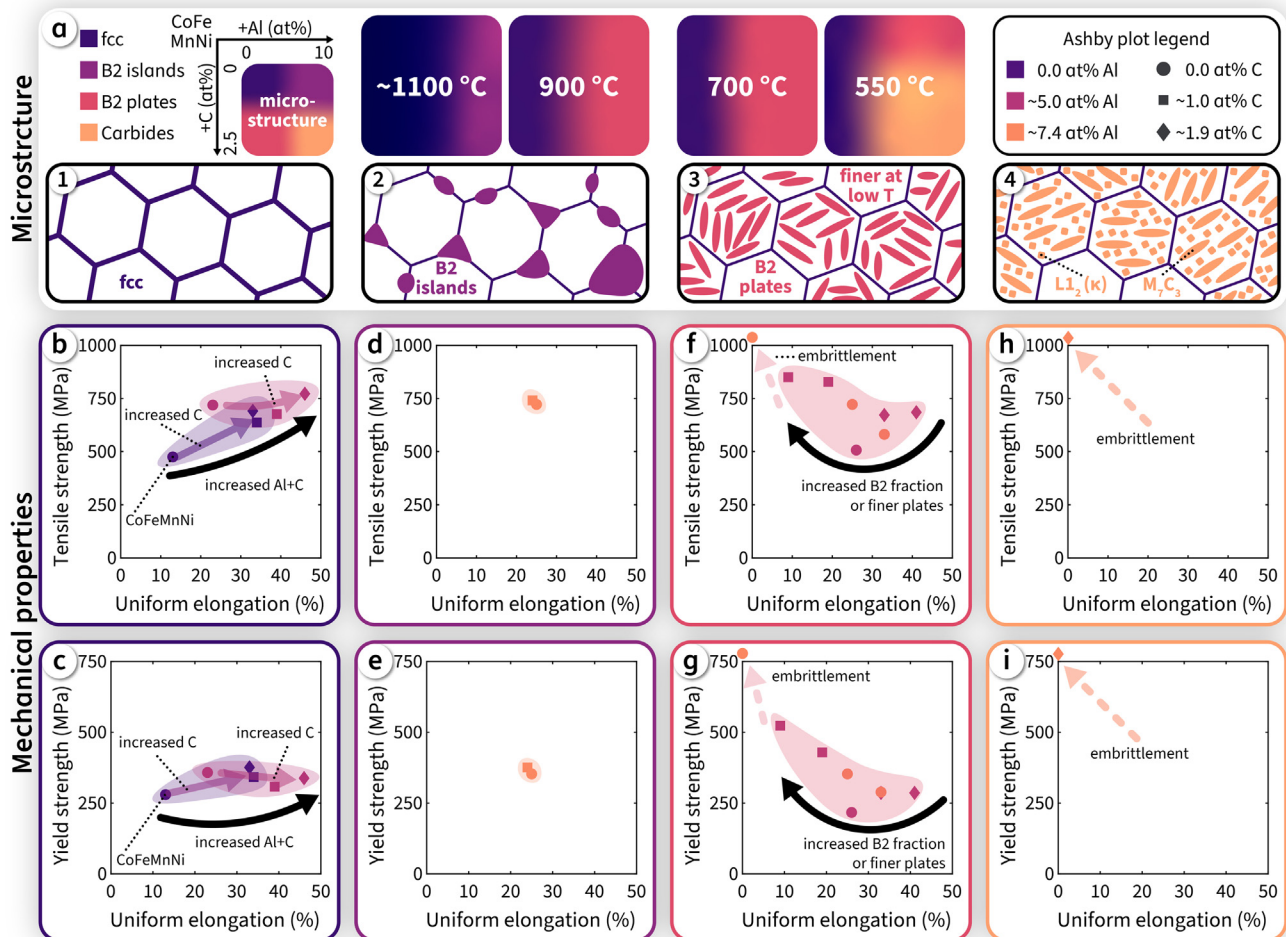 Microstrcture
a
fcc
B2 islands
B2 plates
Carbides
CoFe
MnNi
+Al (at%)
0 10
+C (at%)
0
2.5
micro-
structure
~1100 °C
900 °C
700 °C
550 °C
Ashby plot legend
0.0 at% Al
0.0 at% C
~5.0 at% Al
~1.0 at% C
~7.4 at% Al
~1.9 at% C
1
fcc
2
B2
islands
3
finer at
low T
B2
plates
4
L1₂ (κ)
M₇C₃
Mechanical properties
b
Tensile strength (MPa)
1000
750
500
250
0
increased C
increased C
increased Al+C
CoFeMnNi
0 10 20 30 40 50
Uniform elongation (%)
d
Tensile strength (MPa)
1000
750
500
250
0
0 10 20 30 40 50
Uniform elongation (%)
f
Tensile strength (MPa)
1000
750
500
250
0
embrittlement
increased B2 fraction
or finer plates
0 10 20 30 40 50
Uniform elongation (%)
h
Tensile strength (MPa)
1000
750
500
250
0
embrittlement
0 10 20 30 40 50
Uniform elongation (%)
c
Yield strength (MPa)
750
500
250
0
increased C
increased C
increased Al+C
CoFeMnNi
0 10 20 30 40 50
Uniform elongation (%)
e
Yield strength (MPa)
750
500
250
0
0 10 20 30 40 50
Uniform elongation (%)
g
Yield strength (MPa)
750
500
250
0
embrittlement
increased B2 fraction
or finer plates
0 10 20 30 40 50
Uniform elongation (%)
i
Yield strength (MPa)
750
500
250
0
embrittlement
0 10 20 30 40 50
Uniform elongation (%)